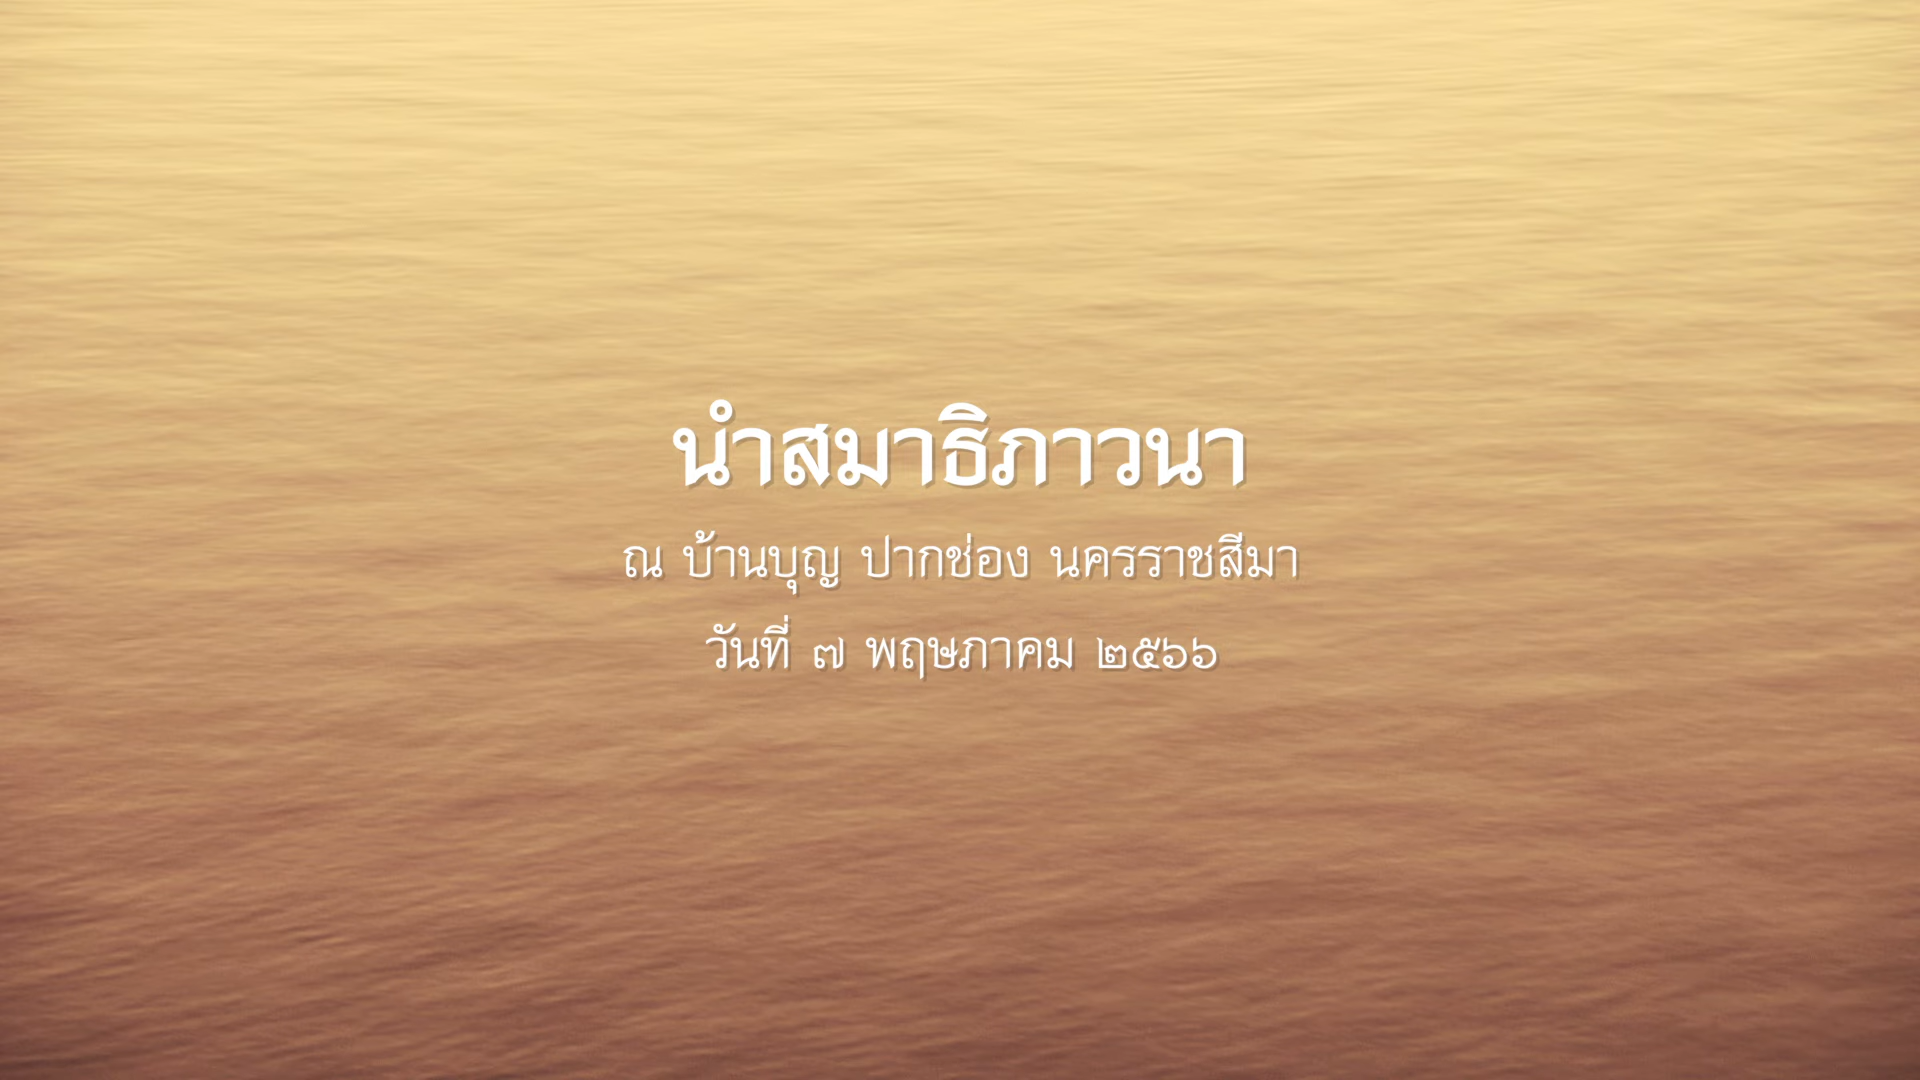 นำสมาธิภาวนา
ณ บ้านบุญ ปากช่อง นครราชสีมา
วันที่ ๗ พฤษภาคม ๒๕๖๖